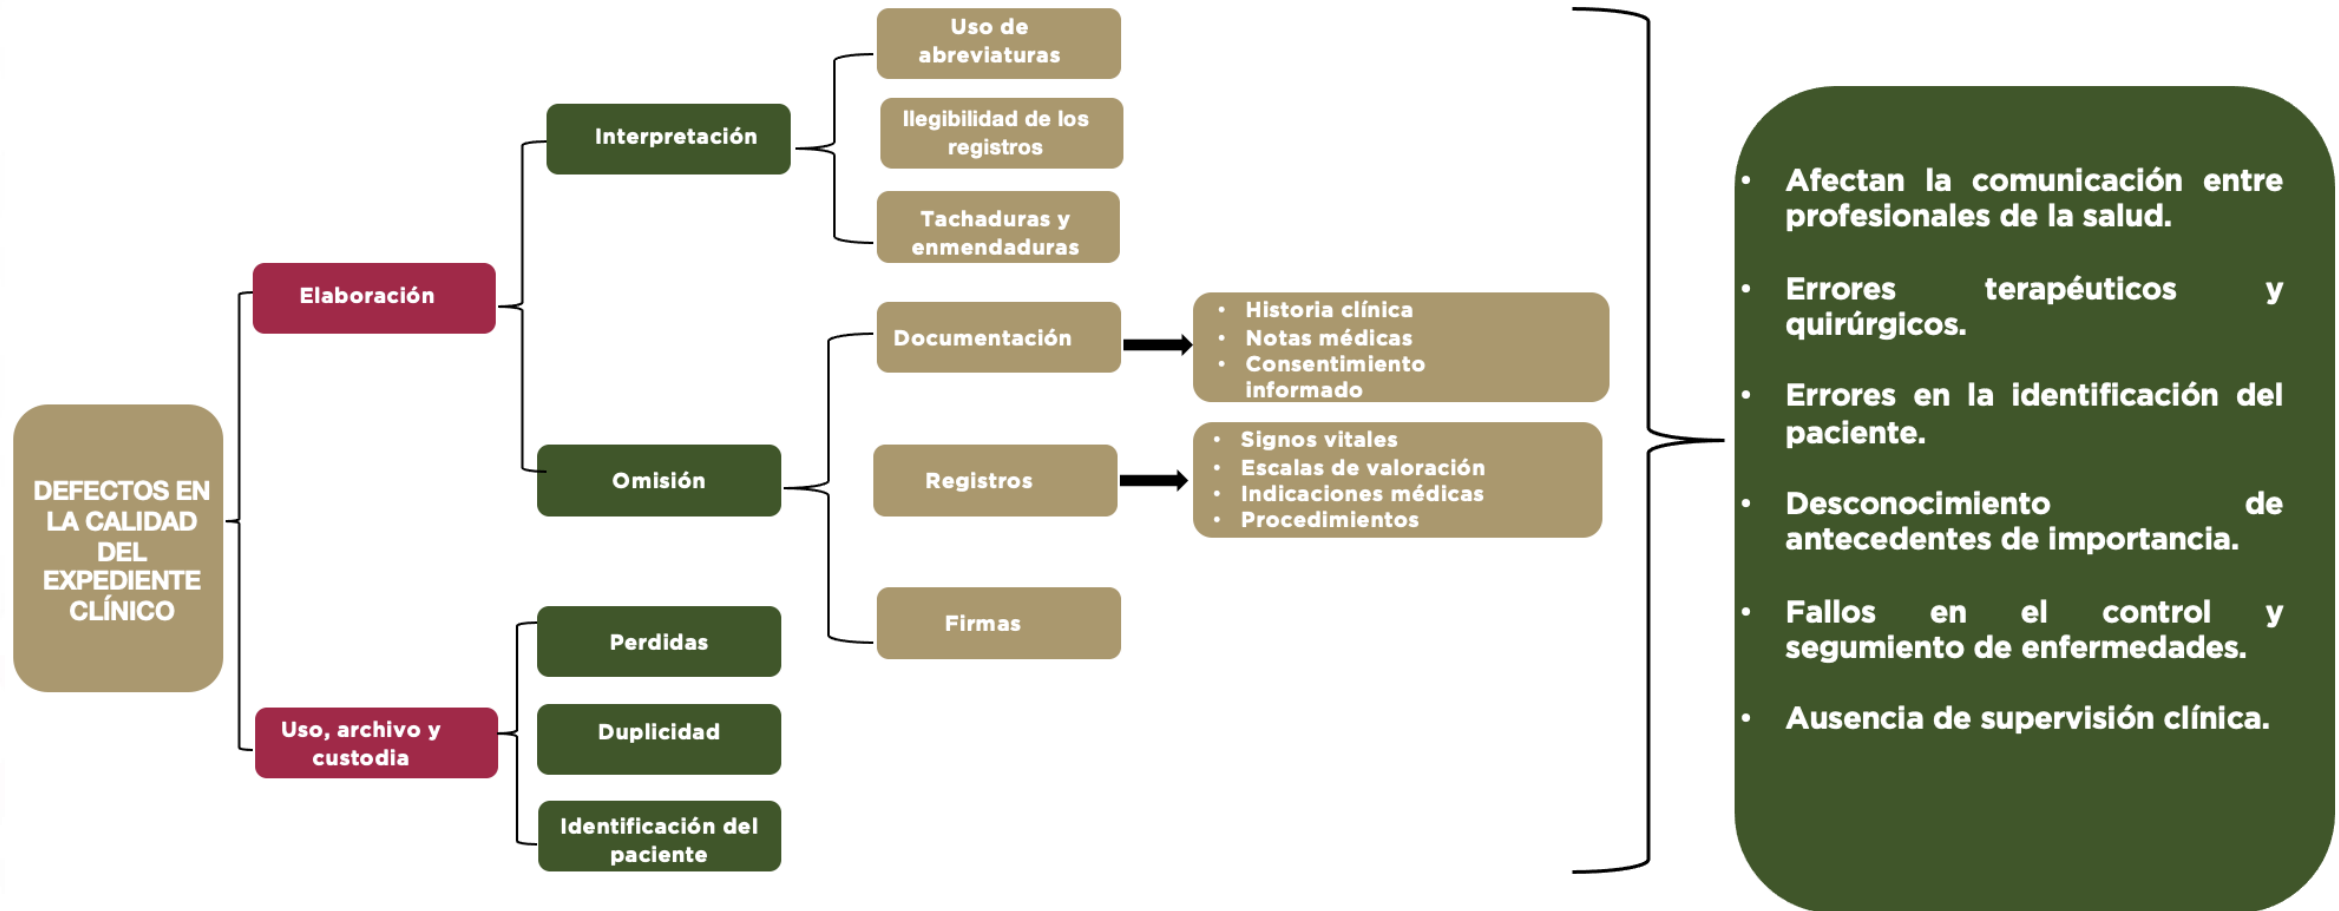 DEFECTOS EN
LA CALIDAD
DEL
EXPEDIENTE
CLÍNICO
Elaboración
Uso, archivo y
custodia
Interpretación
Omisión
Perdidas
Duplicidad
Identificación del
paciente
Uso de
abreviaturas
Ilegibilidad de los
registros
Tachaduras y
enmendaduras
Documentación
Registros
Firmas
• Historia clínica
• Notas médicas
• Consentimiento
informado
• Signos vitales
• Escalas de valoración
• Indicaciones médicas
• Procedimientos
• Afectan la comunicación entre
profesionales de la salud.
• Errores terapéuticos y
quirúrgicos.
• Errores en la identificación del
paciente.
• Desconocimiento de
antecedentes de importancia.
• Fallos en el control y
segumiento de enfermedades.
• Ausencia de supervisión clínica.